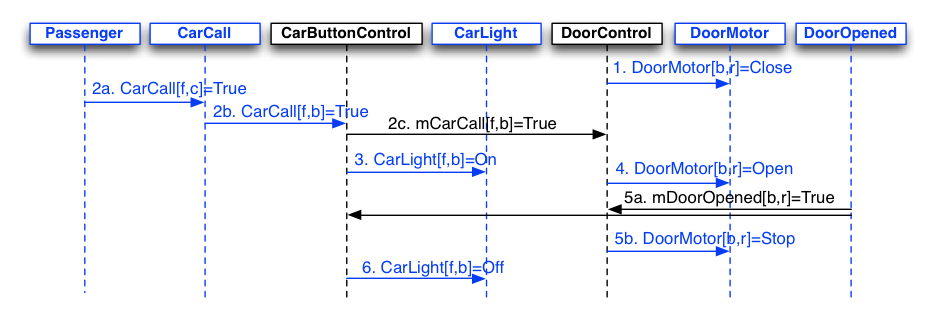 Passenger CarCall CarButtonControl CarLight DoorControl DoorMotor DoorOpened
1. DoorMotor[b,r]=Close
2a. CarCall[f,c]=True
2b. CarCall[f,b]=True
2c. mCarCall[f,b]=True
3. CarLight[f,b]=On
4. DoorMotor[b,r]=Open
5a. mDoorOpened[b,r]=True
5b. DoorMotor[b,r]=Stop
6. CarLight[f,b]=Off